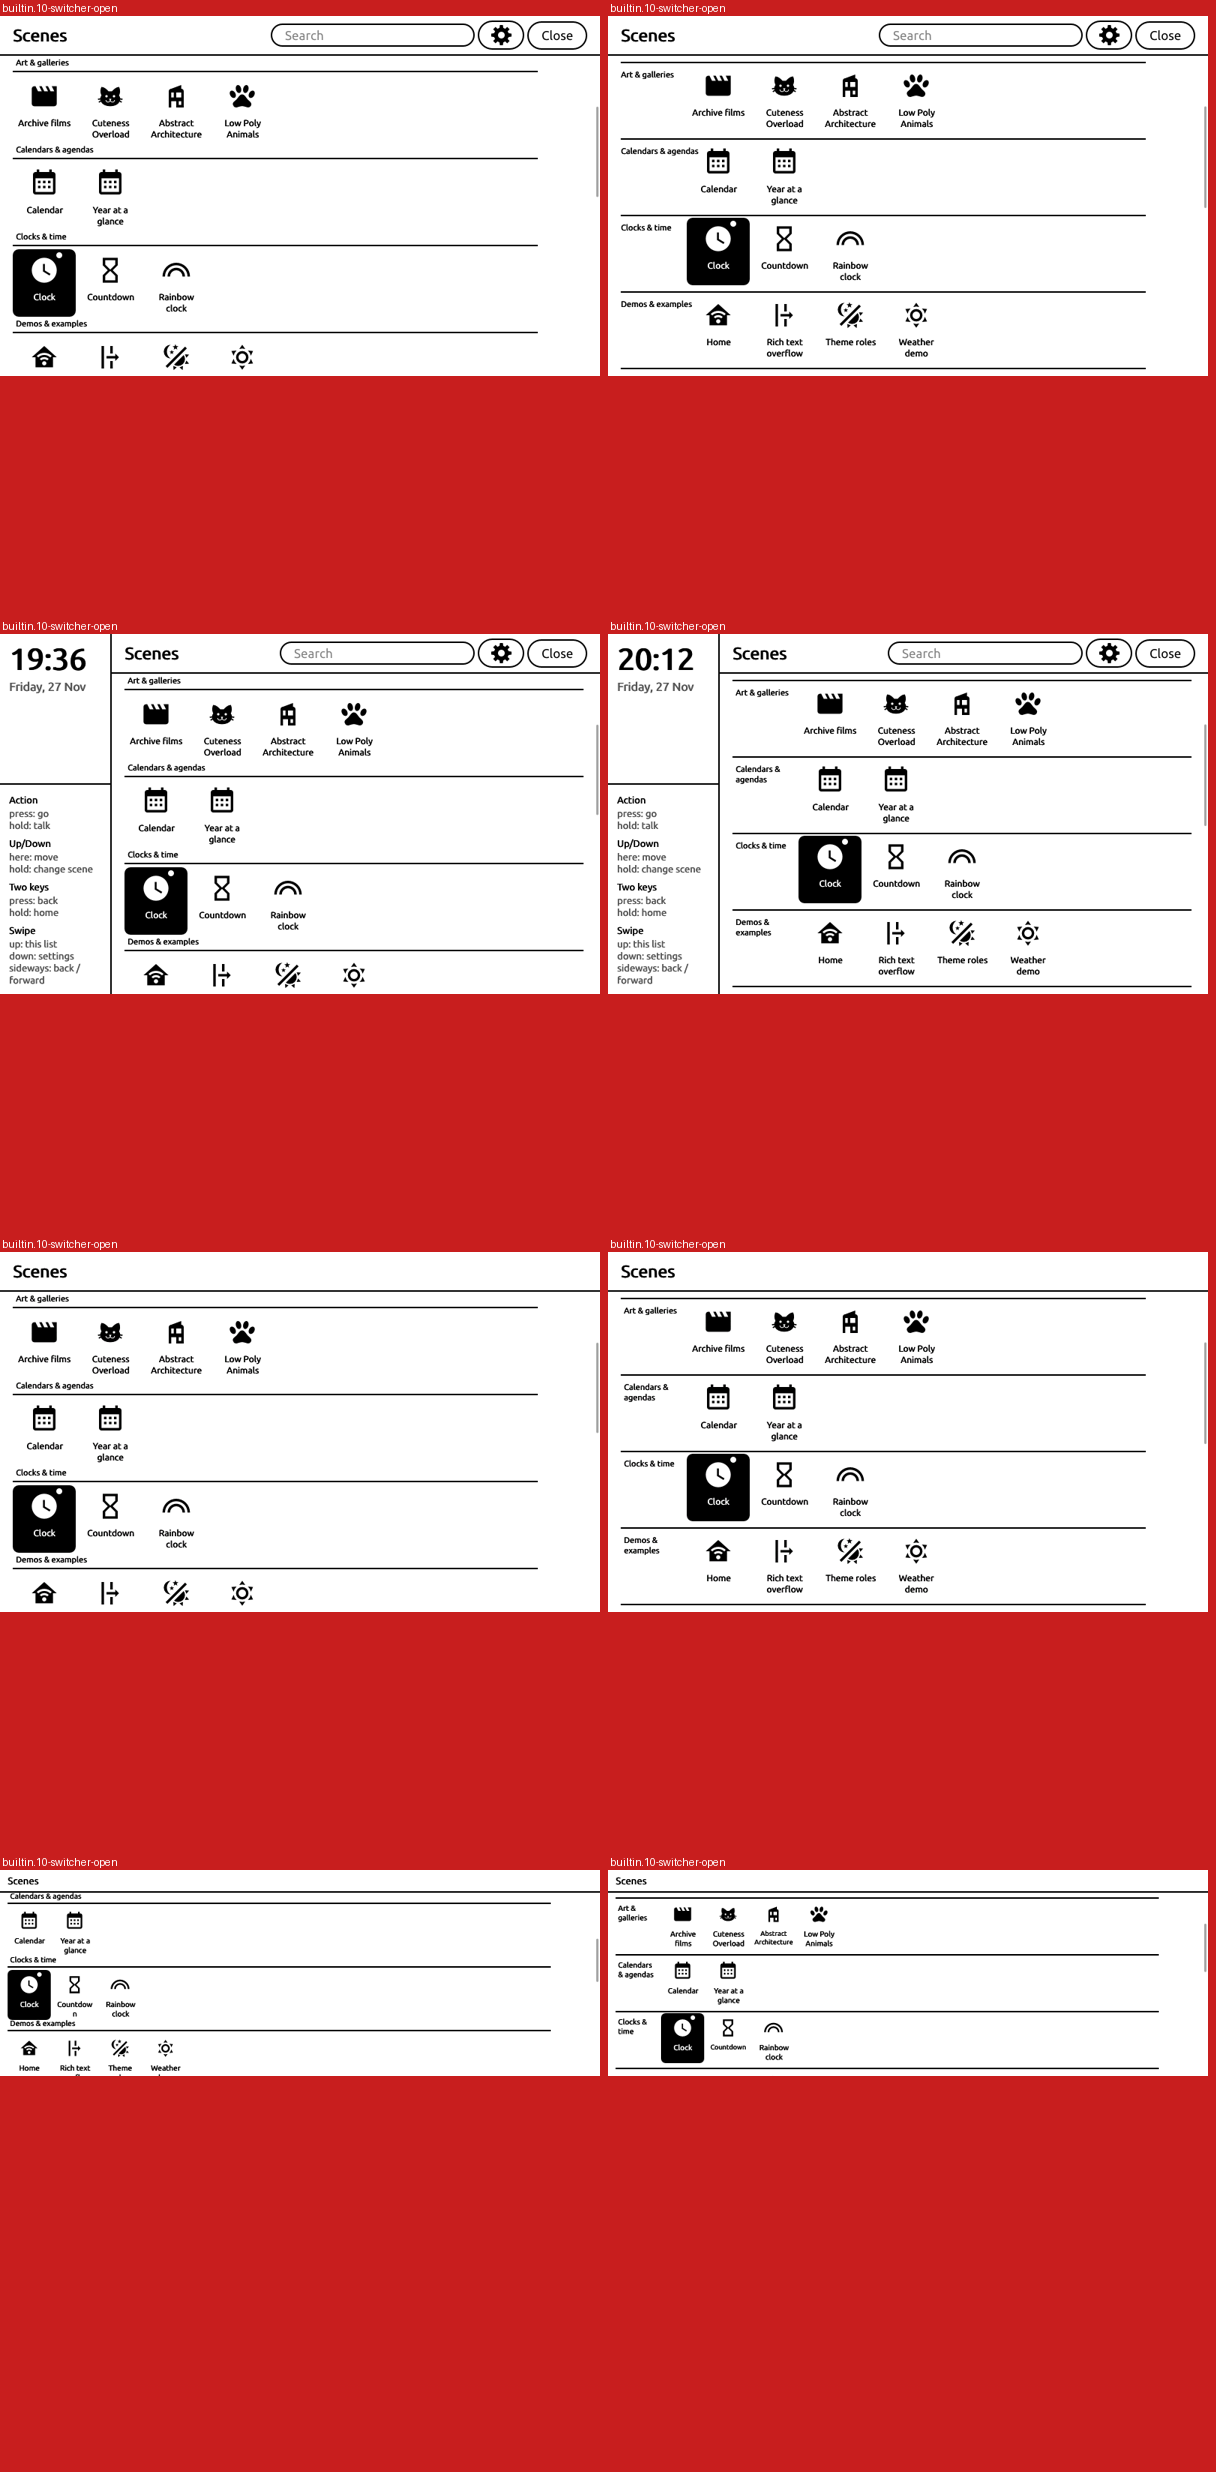 builtin.10-switcher-open
Scenes
Search
Close
Art & galleries
Archive films
Cuteness Overload
Abstract Architecture
Low Poly Animals
Calendars & agendas
Calendar
Year at a glance
Clocks & time
Clock
Countdown
Rainbow clock
Demos & examples
builtin.10-switcher-open
Scenes
Search
Close
Art & galleries
Archive films
Cuteness Overload
Abstract Architecture
Low Poly Animals
Calendars & agendas
Calendar
Year at a glance
Clocks & time
Clock
Countdown
Rainbow clock
Demos & examples
Home
Rich text overflow
Theme roles
Weather demo
builtin.10-switcher-open
19:36
Friday, 27 Nov
Action
press: go
hold: talk
Up/Down
here: move
hold: change scene
Two keys
press: back
hold: home
Swipe
up: this list
down: settings
sideways: back /
forward
Scenes
Search
Close
Art & galleries
Archive films
Cuteness Overload
Abstract Architecture
Low Poly Animals
Calendars & agendas
Calendar
Year at a glance
Clocks & time
Clock
Countdown
Rainbow clock
Demos & examples
builtin.10-switcher-open
20:12
Friday, 27 Nov
Action
press: go
hold: talk
Up/Down
here: move
hold: change scene
Two keys
press: back
hold: home
Swipe
up: this list
down: settings
sideways: back /
forward
Scenes
Search
Close
Art & galleries
Archive films
Cuteness Overload
Abstract Architecture
Low Poly Animals
Calendars & agendas
Calendar
Year at a glance
Clocks & time
Clock
Countdown
Rainbow clock
Demos & examples
Home
Rich text overflow
Theme roles
Weather demo
builtin.10-switcher-open
Scenes
Art & galleries
Archive films
Cuteness Overload
Abstract Architecture
Low Poly Animals
Calendars & agendas
Calendar
Year at a glance
Clocks & time
Clock
Countdown
Rainbow clock
Demos & examples
builtin.10-switcher-open
Scenes
Art & galleries
Archive films
Cuteness Overload
Abstract Architecture
Low Poly Animals
Calendars & agendas
Calendar
Year at a glance
Clocks & time
Clock
Countdown
Rainbow clock
Demos & examples
Home
Rich text overflow
Theme roles
Weather demo
builtin.10-switcher-open
Scenes
Calendars & agendas
Calendar
Year at a glance
Clocks & time
Clock
Countdow
n
Rainbow clock
Demos & examples
Home
Rich text
Theme
Weather
builtin.10-switcher-open
Scenes
Art & galleries
Archive films
Cuteness Overload
Abstract Architecture
Low Poly Animals
Calendars & agendas
Calendar
Year at a glance
Clocks & time
Clock
Countdown
Rainbow clock